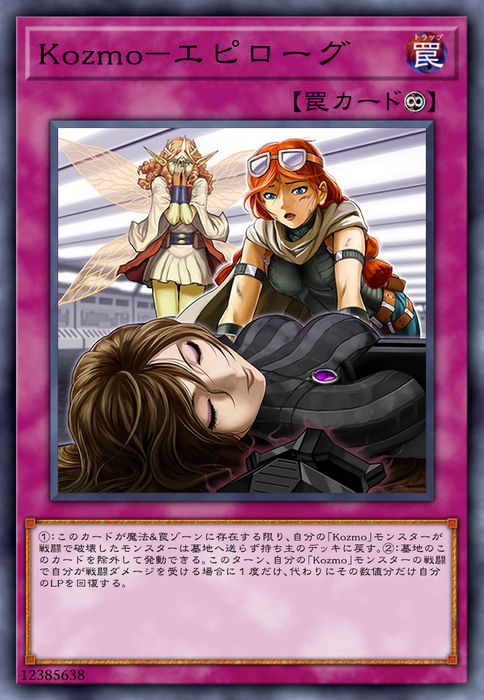 Kozmo－エピローグ
トラップ
罠
【罠カード】
①:このカードが魔法&罠ゾーンに存在する限り、自分の｢Kozmo｣モンスターが
戦闘で破壊したモンスターは墓地へ送らず持ち主のデッキに戻す。②:墓地のこ
のカードを除外して発動できる。このターン、自分の｢Kozmo｣モンスターの戦闘
で自分が戦闘ダメージを受ける場合に１度だけ、代わりにその数値分だけ自分
のLPを回復する。
12385638